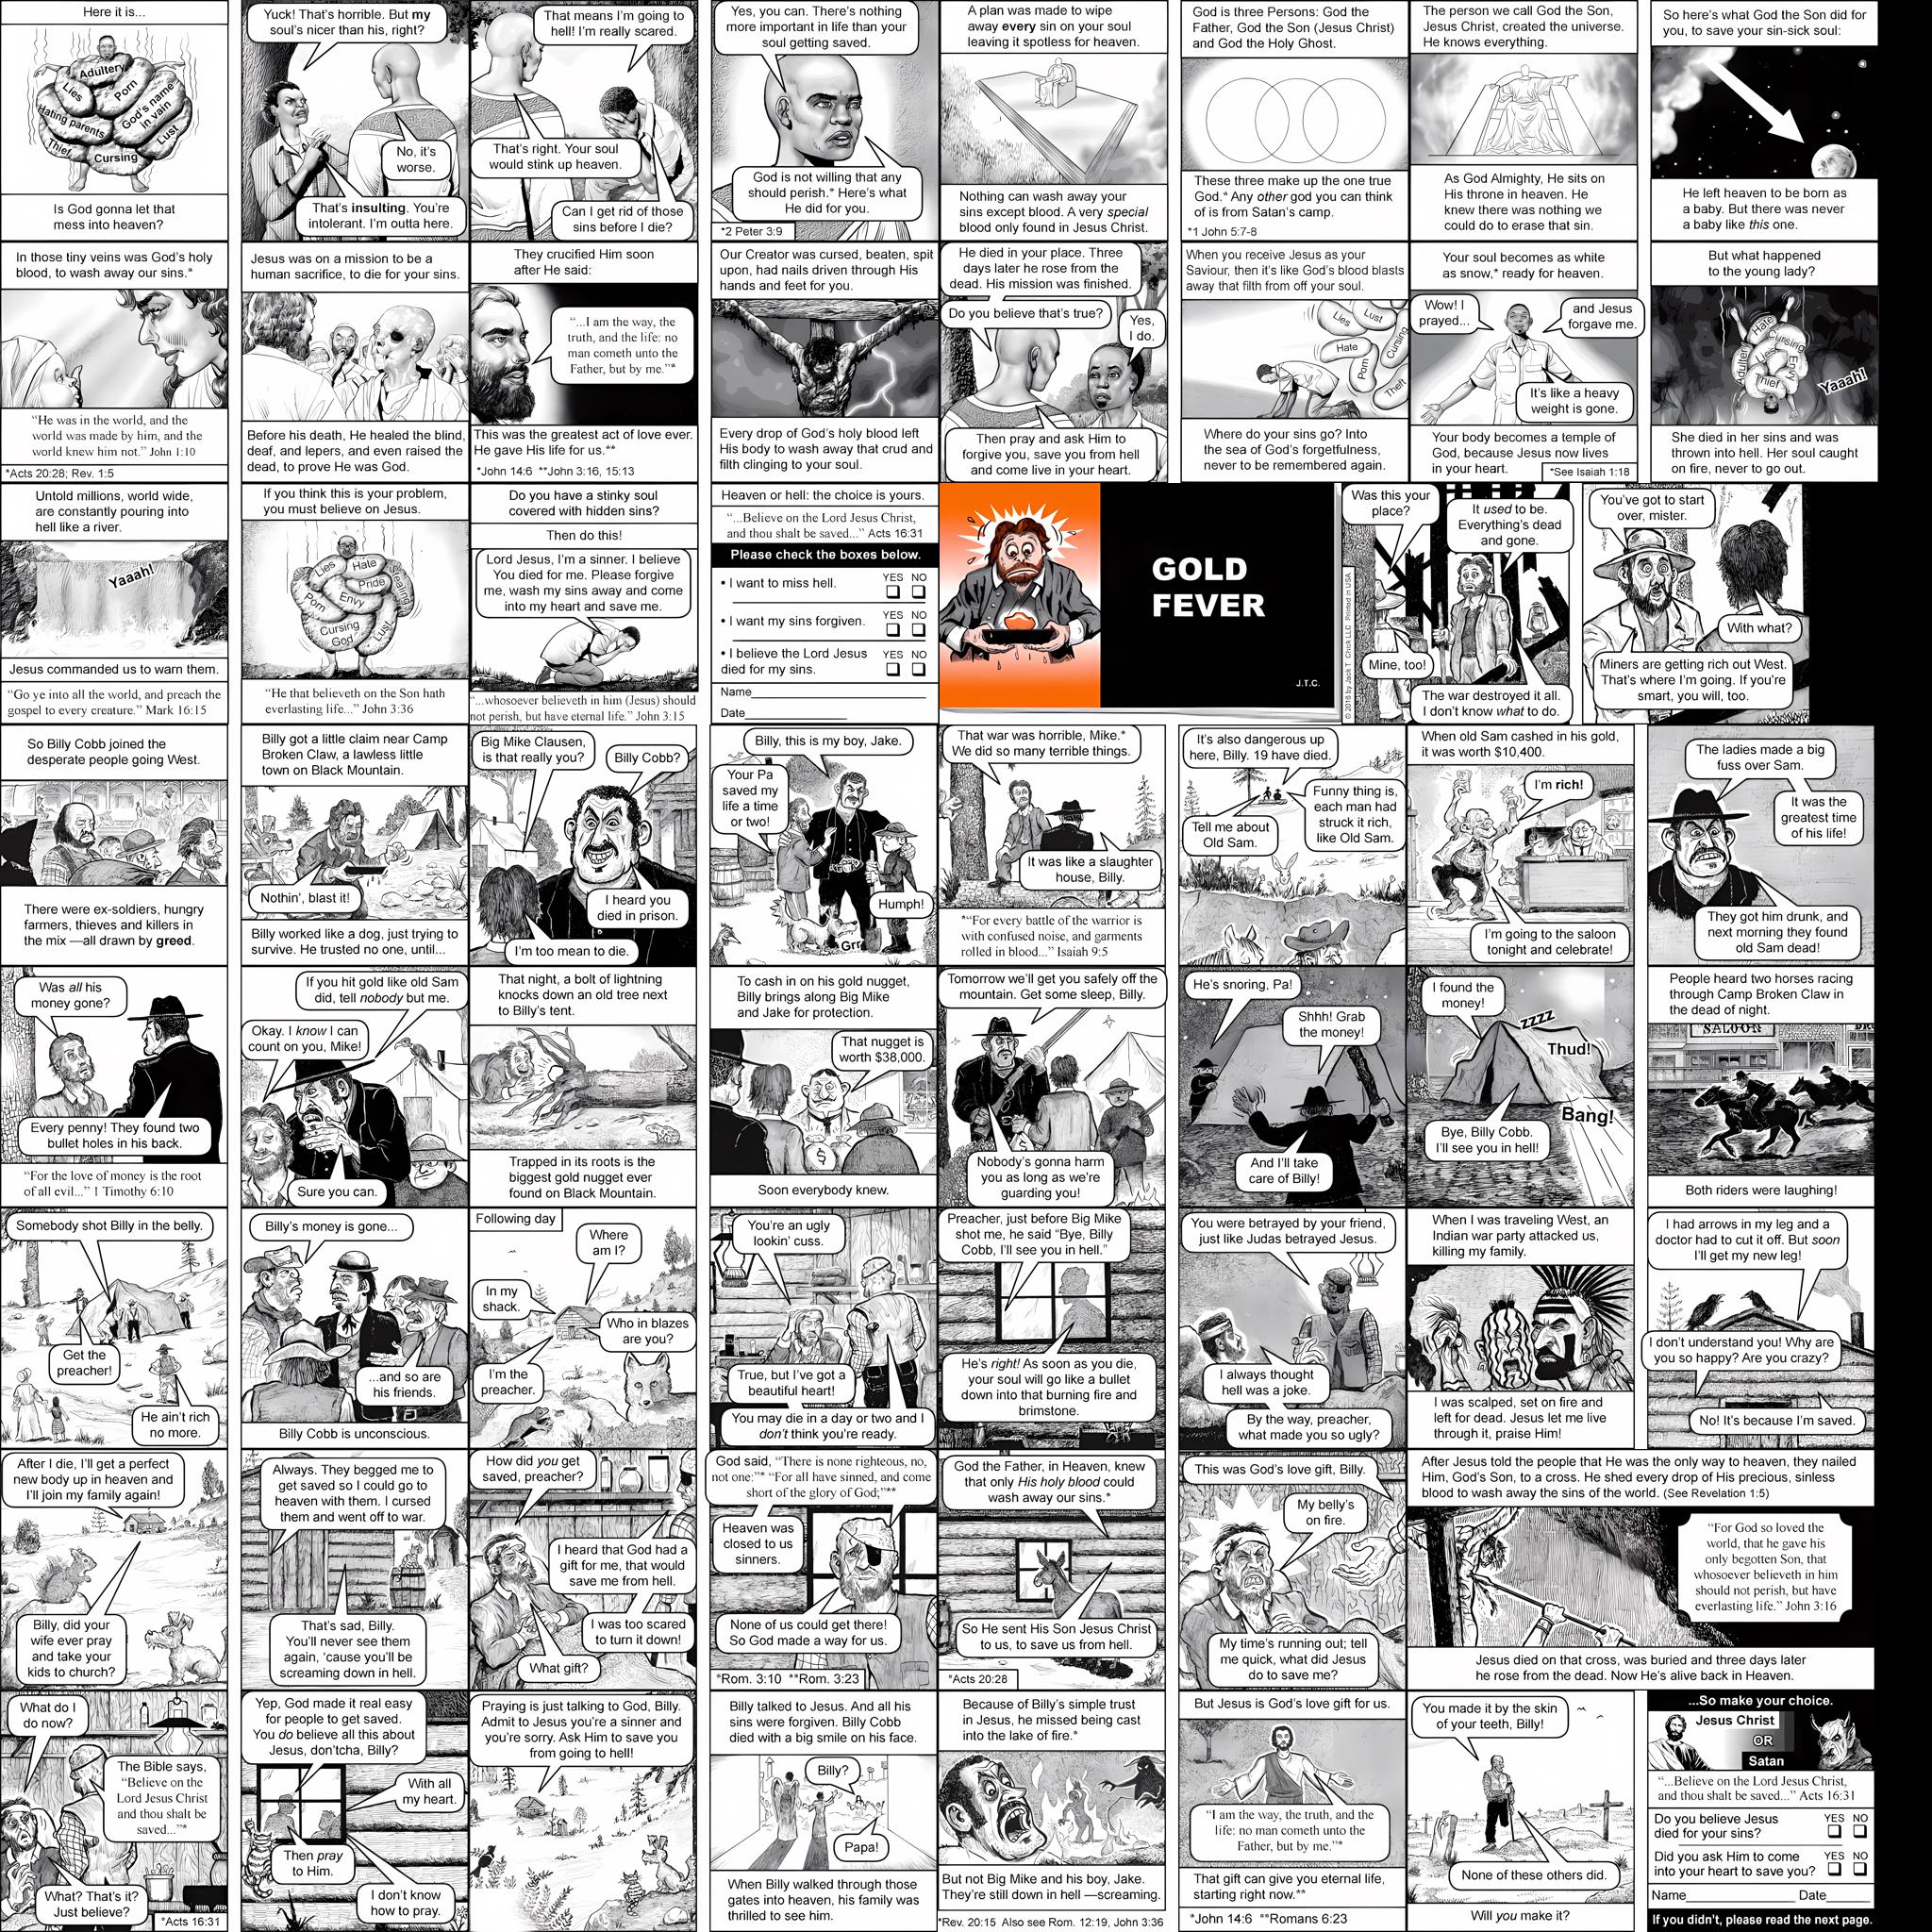 Here it is...
Adultery
Lies
Porn
God's name
in vain
Hating parents
Thief
Cursing
Lust
Is God gonna let that
mess into heaven?
Yuck! That's horrible. But my
soul's nicer than his, right?
No, it's
worse.
That's insulting. You're
intolerant. I'm outta here.
That means I'm going to
hell! I'm really scared.
That's right. Your soul
would stink up heaven.
Can I get rid of those
sins before I die?
Yes, you can. There's nothing
more important in life than your
soul getting saved.
God is not willing that any
should perish.* Here's what
He did for you.
*2 Peter 3:9
A plan was made to wipe
away every sin on your soul
leaving it spotless for heaven.
Nothing can wash away your
sins except blood. A very special
blood only found in Jesus Christ.
God is three Persons: God the
Father, God the Son (Jesus Christ)
and God the Holy Ghost.
These three make up the one true
God.* Any other god you can think
of is from Satan's camp.
*1 John 5:7-8
The person we call God the Son,
Jesus Christ, created the universe.
He knows everything.
As God Almighty, He sits on
His throne in heaven. He
knew there was nothing we
could do to erase that sin.
So here's what God the Son did for
you, to save your sin-sick soul:
He left heaven to be born as
a baby. But there was never
a baby like this one.
In those tiny veins was God's holy
blood, to wash away our sins.*
"He was in the world, and the
world was made by him, and the
world knew him not." John 1:10
*Acts 20:28; Rev. 1:5
Jesus was on a mission to be a
human sacrifice, to die for your sins.
Before his death, He healed the blind,
deaf, and lepers, and even raised the
dead, to prove He was God.
They crucified Him soon
after He said:
"...I am the way, the
truth, and the life: no
man cometh unto the
Father, but by me."*
This was the greatest act of love ever.
He gave His life for us.**
*John 14:6 **John 3:16, 15:13
Our Creator was cursed, beaten, spit
upon, had nails driven through His
hands and feet for you.
Every drop of God's holy blood left
His body to wash away that crud and
filth clinging to your soul.
He died in your place. Three
days later he rose from the
dead. His mission was finished.
Do you believe that's true?
Yes,
I do.
Then pray and ask Him to
forgive you, save you from hell
and come live in your heart.
When you receive Jesus as your
Saviour, then it's like God's blood blasts
away that filth from off your soul.
Lies
Lust
Cursing
Hate
Porn
Theft
Where do your sins go? Into
the sea of God's forgetfulness,
never to be remembered again.
Your soul becomes as white
as snow,* ready for heaven.
Wow! I
prayed...
and Jesus
forgave me.
It's like a heavy
weight is gone.
Your body becomes a temple of
God, because Jesus now lives
in your heart.
*See Isaiah 1:18
But what happened
to the young lady?
Hate
Cursing
Adultery
Lies
Envy
Thief
Yaaah!
She died in her sins and was
thrown into hell. Her soul caught
on fire, never to go out.
Untold millions, world wide,
are constantly pouring into
hell like a river.
Yaaah!
Jesus commanded us to warn them.
"Go ye into all the world, and preach the
gospel to every creature." Mark 16:15
If you think this is your problem,
you must believe on Jesus.
Lies
Hate
Pride
Stealing
Porn
Envy
Cursing
God
Lust
"He that believeth on the Son hath
everlasting life..." John 3:36
Do you have a stinky soul
covered with hidden sins?
Then do this!
Lord Jesus, I'm a sinner. I believe
You died for me. Please forgive
me, wash my sins away and come
into my heart and save me.
"...whosoever believeth in him (Jesus) should
not perish, but have eternal life." John 3:15
Heaven or hell: the choice is yours.
"...Believe on the Lord Jesus Christ,
and thou shalt be saved..." Acts 16:31
Please check the boxes below.
• I want to miss hell. YES NO
• I want my sins forgiven. YES NO
• I believe the Lord Jesus
died for my sins. YES NO
Name
Date
GOLD
FEVER
J.T.C.
© 2016 by Jack T. Chick LLC Printed in USA
Was this your
place?
It used to be.
Everything's dead
and gone.
Mine, too!
The war destroyed it all.
I don't know what to do.
You've got to start
over, mister.
With what?
Miners are getting rich out West.
That's where I'm going. If you're
smart, you will, too.
So Billy Cobb joined the
desperate people going West.
There were ex-soldiers, hungry
farmers, thieves and killers in
the mix —all drawn by greed.
Billy got a little claim near Camp
Broken Claw, a lawless little
town on Black Mountain.
Nothin', blast it!
Billy worked like a dog, just trying to
survive. He trusted no one, until...
Big Mike Clausen,
is that really you?
Billy Cobb?
I heard you
died in prison.
I'm too mean to die.
Billy, this is my boy, Jake.
Your Pa
saved my
life a time
or two!
Humph!
Grr
That war was horrible, Mike.*
We did so many terrible things.
It was like a slaughter
house, Billy.
*"For every battle of the warrior is
with confused noise, and garments
rolled in blood..." Isaiah 9:5
It's also dangerous up
here, Billy. 19 have died.
Tell me about
Old Sam.
Funny thing is,
each man had
struck it rich,
like Old Sam.
When old Sam cashed in his gold,
it was worth $10,400.
I'm rich!
I'm going to the saloon
tonight and celebrate!
The ladies made a big
fuss over Sam.
It was the
greatest time
of his life!
They got him drunk, and
next morning they found
old Sam dead!
Was all his
money gone?
Every penny! They found two
bullet holes in his back.
"For the love of money is the root
of all evil..." 1 Timothy 6:10
If you hit gold like old Sam
did, tell nobody but me.
Okay. I know I can
count on you, Mike!
Sure you can.
That night, a bolt of lightning
knocks down an old tree next
to Billy's tent.
Trapped in its roots is the
biggest gold nugget ever
found on Black Mountain.
To cash in on his gold nugget,
Billy brings along Big Mike
and Jake for protection.
That nugget is
worth $38,000.
$
Soon everybody knew.
Tomorrow we'll get you safely off the
mountain. Get some sleep, Billy.
Nobody's gonna harm
you as long as we're
guarding you!
He's snoring, Pa!
Shhh! Grab
the money!
And I'll take
care of Billy!
I found the
money!
zzzz
Thud!
Bang!
Bye, Billy Cobb.
I'll see you in hell!
People heard two horses racing
through Camp Broken Claw in
the dead of night.
SALOON
Both riders were laughing!
Somebody shot Billy in the belly.
Get the
preacher!
He ain't rich
no more.
Billy's money is gone...
...and so are
his friends.
Billy Cobb is unconscious.
Following day
Where
am I?
In my
shack.
Who in blazes
are you?
I'm the
preacher.
You're an ugly
lookin' cuss.
True, but I've got a
beautiful heart!
You may die in a day or two and I
don't think you're ready.
Preacher, just before Big Mike
shot me, he said "Bye, Billy
Cobb, I'll see you in hell."
He's right! As soon as you die,
your soul will go like a bullet
down into that burning fire and
brimstone.
You were betrayed by your friend,
just like Judas betrayed Jesus.
I always thought
hell was a joke.
By the way, preacher,
what made you so ugly?
When I was traveling West, an
Indian war party attacked us,
killing my family.
I was scalped, set on fire and
left for dead. Jesus let me live
through it, praise Him!
I had arrows in my leg and a
doctor had to cut it off. But soon
I'll get my new leg!
I don't understand you! Why are
you so happy? Are you crazy?
No! It's because I'm saved.
After I die, I'll get a perfect
new body up in heaven and
I'll join my family again!
Billy, did your
wife ever pray
and take your
kids to church?
Always. They begged me to
get saved so I could go to
heaven with them. I cursed
them and went off to war.
That's sad, Billy.
You'll never see them
again, 'cause you'll be
screaming down in hell.
How did you get
saved, preacher?
I heard that God had a
gift for me, that would
save me from hell.
I was too scared
to turn it down!
What gift?
God said, "There is none righteous, no,
not one:"* "For all have sinned, and come
short of the glory of God;"**
Heaven was
closed to us
sinners.
None of us could get there!
So God made a way for us.
*Rom. 3:10 **Rom. 3:23
God the Father, in Heaven, knew
that only His holy blood could
wash away our sins.*
So He sent His Son Jesus Christ
to us, to save us from hell.
*Acts 20:28
This was God's love gift, Billy.
My belly's
on fire.
My time's running out; tell
me quick, what did Jesus
do to save me?
After Jesus told the people that He was the only way to heaven, they nailed
Him, God's Son, to a cross. He shed every drop of His precious, sinless
blood to wash away the sins of the world. (See Revelation 1:5)
"For God so loved the
world, that he gave his
only begotten Son, that
whosoever believeth in him
should not perish, but have
everlasting life." John 3:16
Jesus died on that cross, was buried and three days later
he rose from the dead. Now He's alive back in Heaven.
What do I
do now?
The Bible says,
"Believe on the
Lord Jesus Christ
and thou shalt be
saved..."*
What? That's it?
Just believe?
*Acts 16:31
Yep, God made it real easy
for people to get saved.
You do believe all this about
Jesus, don'tcha, Billy?
With all
my heart.
Then pray
to Him.
I don't know
how to pray.
Praying is just talking to God, Billy.
Admit to Jesus you're a sinner and
you're sorry. Ask Him to save you
from going to hell!
Billy talked to Jesus. And all his
sins were forgiven. Billy Cobb
died with a big smile on his face.
Billy?
Papa!
When Billy walked through those
gates into heaven, his family was
thrilled to see him.
Because of Billy's simple trust
in Jesus, he missed being cast
into the lake of fire.*
But not Big Mike and his boy, Jake.
They're still down in hell —screaming.
*Rev. 20:15 Also see Rom. 12:19, John 3:36
But Jesus is God's love gift for us.
"I am the way, the truth, and the
life: no man cometh unto the
Father, but by me."*
That gift can give you eternal life,
starting right now.**
*John 14:6 **Romans 6:23
You made it by the skin
of your teeth, Billy!
None of these others did.
Will you make it?
...So make your choice.
Jesus Christ
OR
Satan
"...Believe on the Lord Jesus Christ,
and thou shalt be saved..." Acts 16:31
Do you believe Jesus
died for your sins? YES NO
Did you ask Him to come
into your heart to save you? YES NO
Name Date
If you didn't, please read the next page.